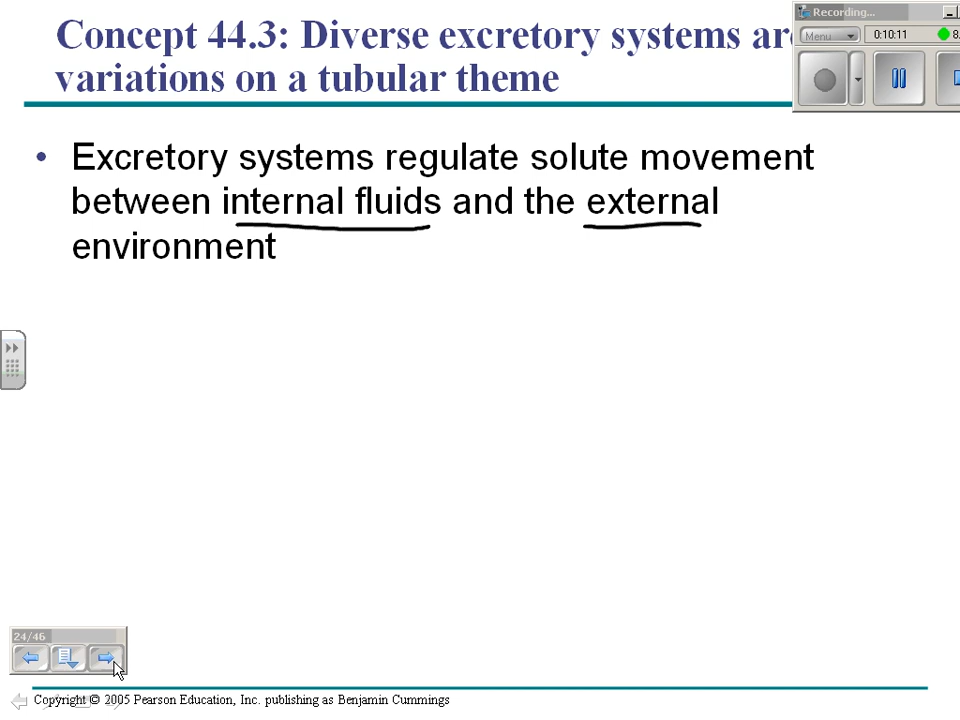 Concept 44.3: Diverse excretory systems are
variations on a tubular theme
Recording...
Menu
0:10:11
8.
• Excretory systems regulate solute movement
between internal fluids and the external
environment
24/46
Copyright © 2005 Pearson Education, Inc. publishing as Benjamin Cummings